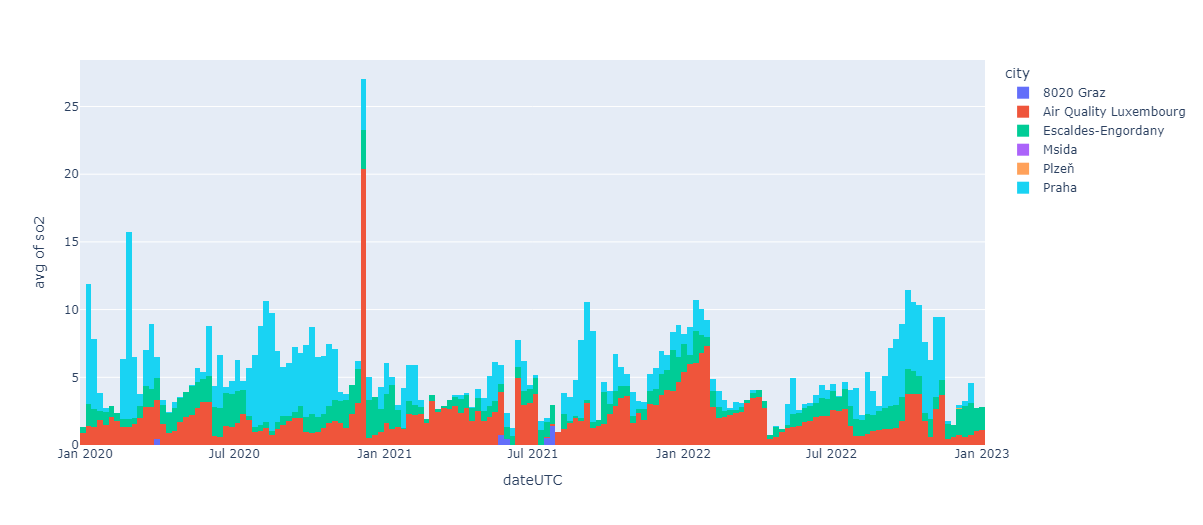 city
8020 Graz
Air Quality Luxembourg
Escaldes-Engordany
Msida
Plzeň
Praha
avg of so2
25
20
15
10
5
0
Jan 2020 Jul 2020 Jan 2021 Jul 2021 Jan 2022 Jul 2022 Jan 2023
dateUTC